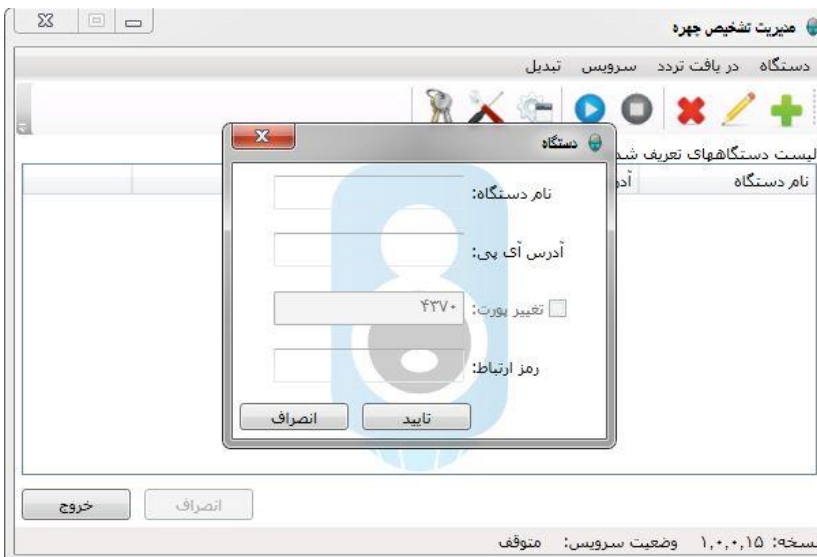 مدیریت تشخیص چهره
دستگاه دریافت تردد سرویس تبدیل
لیست دستگاههای تعریف
نام دستگاه
دستگاه
نام دستگاه:
آدرس آی پی:
تغییر پورت: ۴۳۷۰
رمز ارتباط:
تایید انصراف
انصراف خروج
نسخه: ۱,۰,۰,۱۵ وضعیت سرویس: متوقف